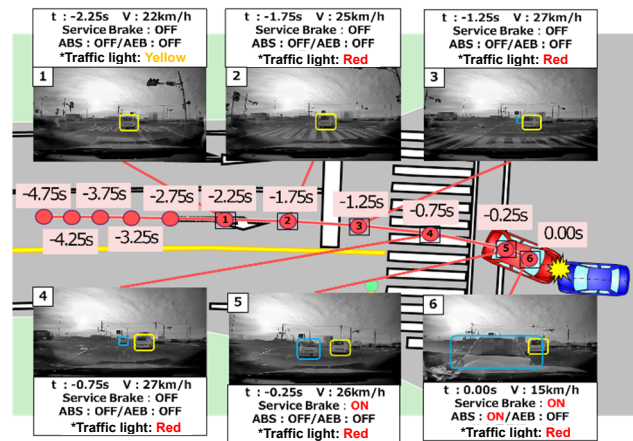 t : -2.25s V : 22km/h
Service Brake : OFF
ABS : OFF/AEB : OFF
*Traffic light: Yellow
1
t : -1.75s V : 25km/h
Service Brake : OFF
ABS : OFF/AEB : OFF
*Traffic light: Red
2
t : -1.25s V : 27km/h
Service Brake : OFF
ABS : OFF/AEB : OFF
*Traffic light: Red
3
-4.75s
-3.75s
-2.75s
-2.25s
-1.75s
-1.25s
-0.75s
-0.25s
0.00s
1
2
3
4
5
6
-4.25s
-3.25s
4
t : -0.75s V : 27km/h
Service Brake : OFF
ABS : OFF/AEB : OFF
*Traffic light: Red
5
t : -0.25s V : 26km/h
Service Brake : ON
ABS : OFF/AEB : OFF
*Traffic light: Red
6
t : 0.00s V : 15km/h
Service Brake : ON
ABS : ON/AEB : OFF
*Traffic light: Red